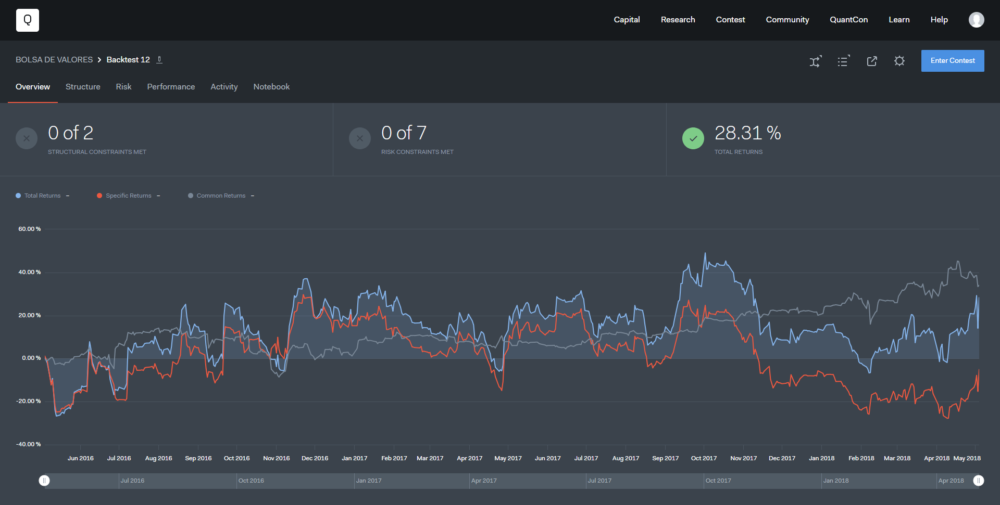 Q
Capital Research Contest Community QuantCon Learn Help
BOLSA DE VALORES > Backtest 12
Enter Contest
Overview Structure Risk Performance Activity Notebook
0 of 2
STRUCTURAL CONSTRAINTS MET
0 of 7
RISK CONSTRAINTS MET
28.31 %
TOTAL RETURNS
Total Returns – Specific Returns – Common Returns –
60.00 %
40.00 %
20.00 %
0.00 %
-20.00 %
-40.00 %
Jun 2016 Jul 2016 Aug 2016 Sep 2016 Oct 2016 Nov 2016 Dec 2016 Jan 2017 Feb 2017 Mar 2017 Apr 2017 May 2017 Jun 2017 Jul 2017 Aug 2017 Sep 2017 Oct 2017 Nov 2017 Dec 2017 Jan 2018 Feb 2018 Mar 2018 Apr 2018 May 2018
Jul 2016 Oct 2016 Jan 2017 Apr 2017 Jul 2017 Oct 2017 Jan 2018 Apr 2018